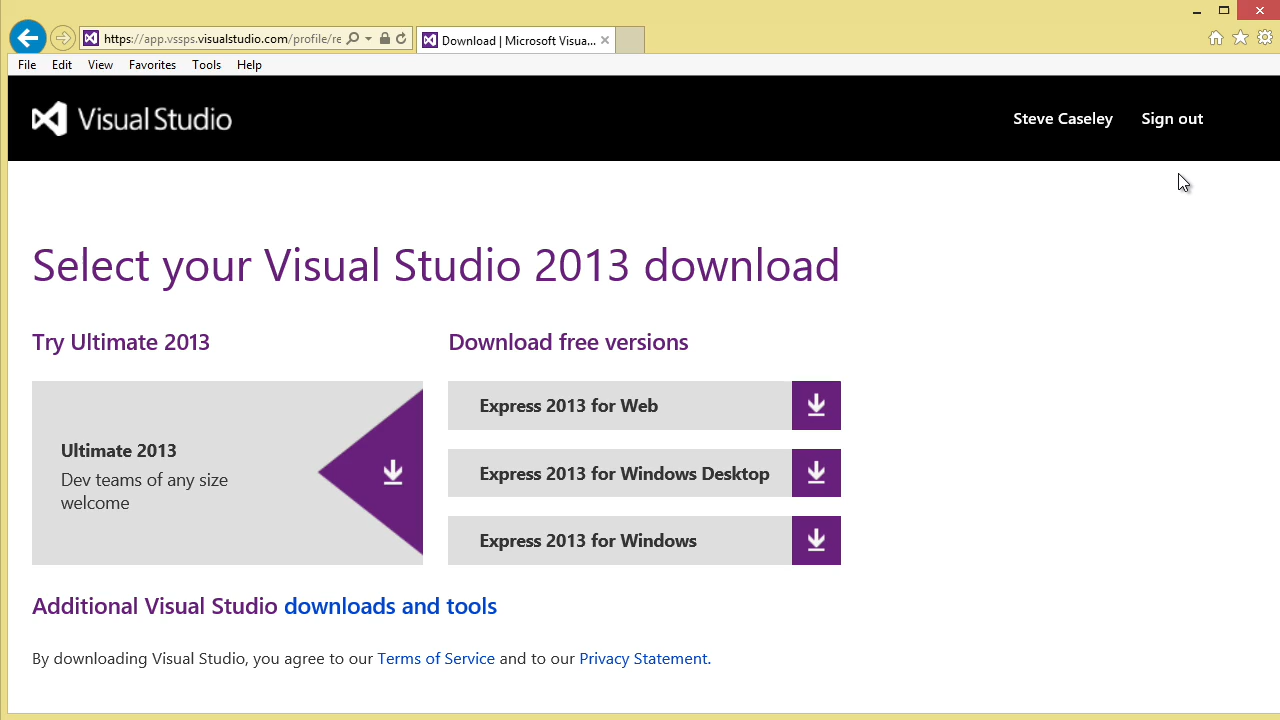 https://app.vssps.visualstudio.com/profile/re
Download | Microsoft Visua...
File Edit View Favorites Tools Help
Visual Studio
Steve Caseley Sign out
Select your Visual Studio 2013 download
Try Ultimate 2013
Download free versions
Ultimate 2013
Dev teams of any size
welcome
Express 2013 for Web
Express 2013 for Windows Desktop
Express 2013 for Windows
Additional Visual Studio downloads and tools
By downloading Visual Studio, you agree to our Terms of Service and to our Privacy Statement.